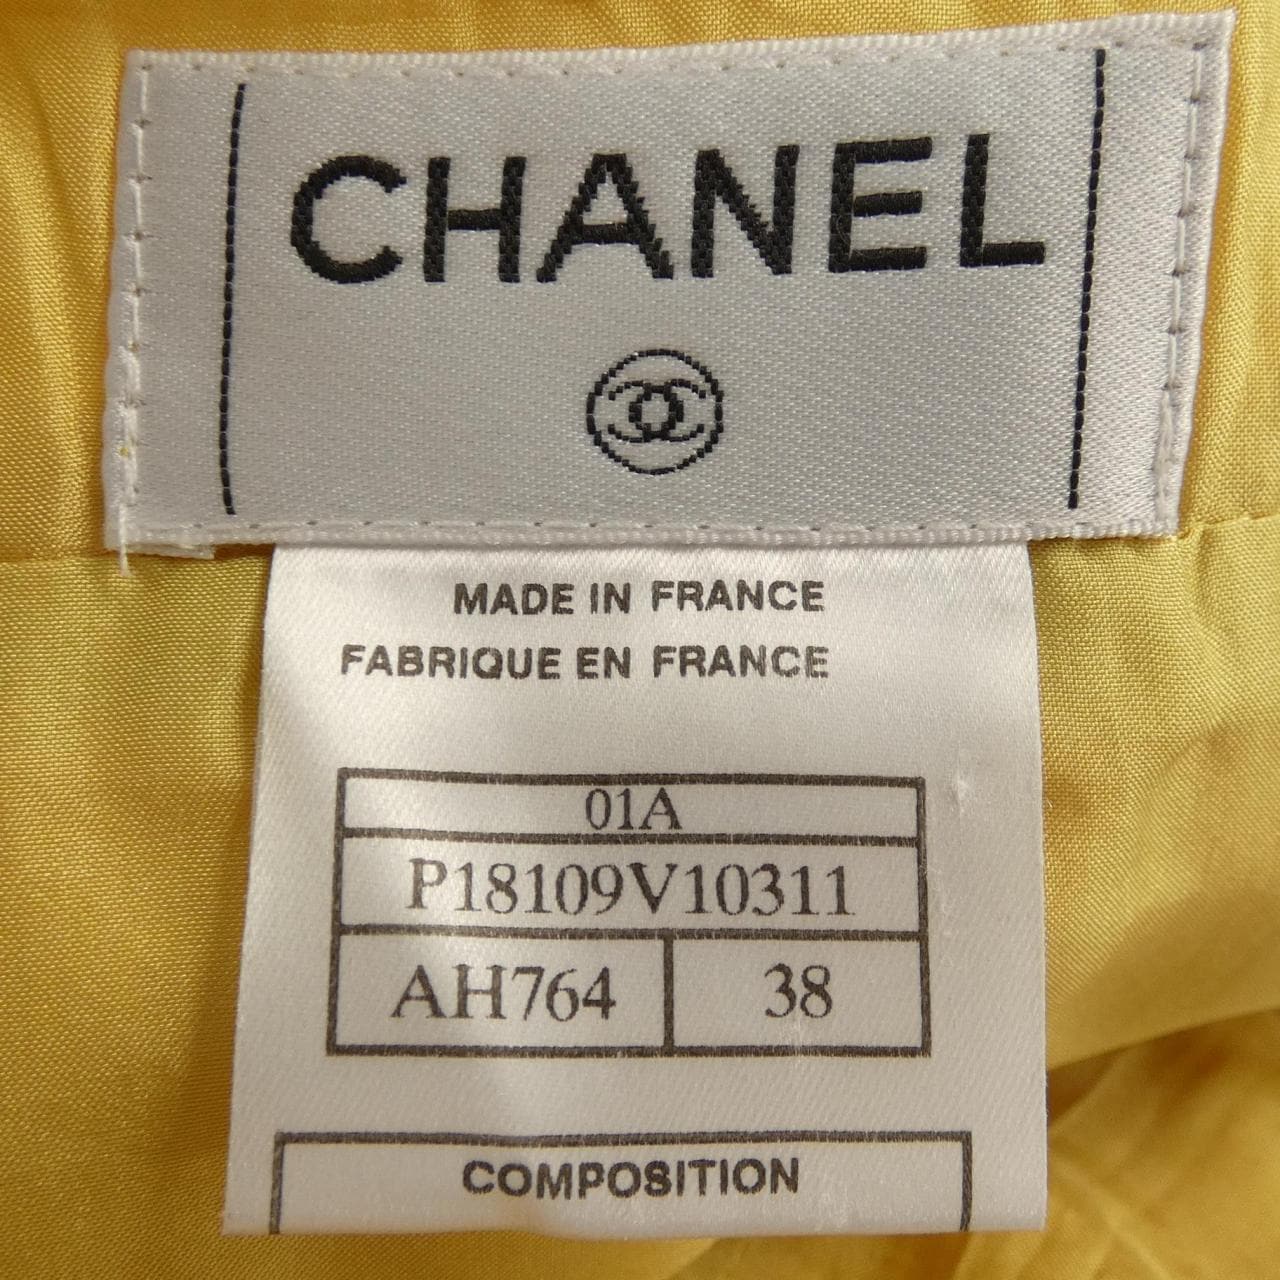 CHANEL
MADE IN FRANCE
FABRIQUE EN FRANCE
01A
P18109V10311
AH764 38
COMPOSITION